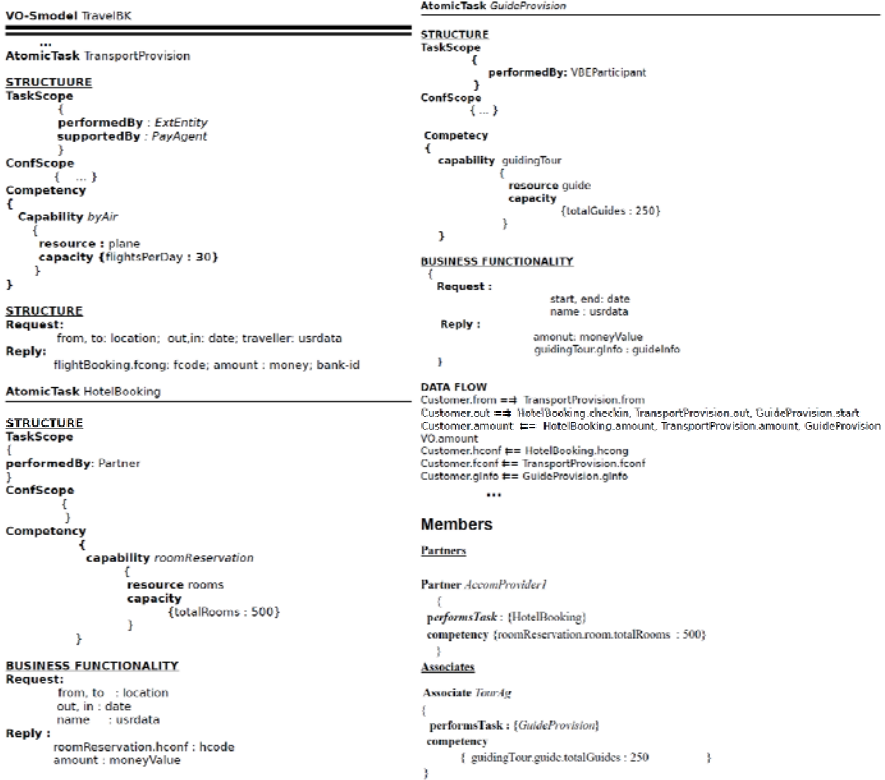 VO-Smodel TravelBK
...
AtomicTask TransportProvision
STRUCTUURE
TaskScope
{
performedBy : ExtEntity
supportedBy : PayAgent
}
ConfScope
{ ... }
Competency
{
Capability byAir
{
resource : plane
capacity {flightsPerDay : 30}
}
}
STRUCTURE
Request:
from, to: location; out,in: date; traveller: usrdata
Reply:
flightBooking.fcong: fcode; amount : money; bank-id
AtomicTask HotelBooking
STRUCTURE
TaskScope
{
performedBy: Partner
}
ConfScope
{
}
Competency
{
capability roomReservation
{
resource rooms
capacity
{totalRooms : 500}
}
}
BUSINESS FUNCTIONALITY
Request:
from, to : location
out, in : date
name : usrdata
Reply :
roomReservation.hconf : hcode
amount : moneyValue
AtomicTask GuideProvision
STRUCTURE
TaskScope
{
performedBy: VBEParticipant
}
ConfScope
{ ... }
Competecy
{
capability guidingTour
{
resource guide
capacity
{totalGuides : 250}
}
}
BUSINESS FUNCTIONALITY
{
Request :
start, end: date
name : usrdata
Reply :
amonut: moneyValue
guidingTour.gInfo : guideInfo
}
DATA FLOW
Customer.from ==> TransportProvision.from
Customer.out ==> HotelBooking.checkin, TransportProvision.out, GuideProvision.start
Customer.amount <== HotelBooking.amount, TransportProvision.amount, GuideProvision
VO.amount
Customer.hconf <== HotelBooking.hcong
Customer.fconf <== TransportProvision.fconf
Customer.gInfo <== GuideProvision.gInfo
...
Members
Partners
Partner AccomProvider1
{
performsTask : {HotelBooking}
competency {roomReservation.room.totalRooms : 500}
}
Associates
Associate TourAg
{
performsTask : {GuideProvision}
competency
{ guidingTour.guide.totalGuides : 250 }
}